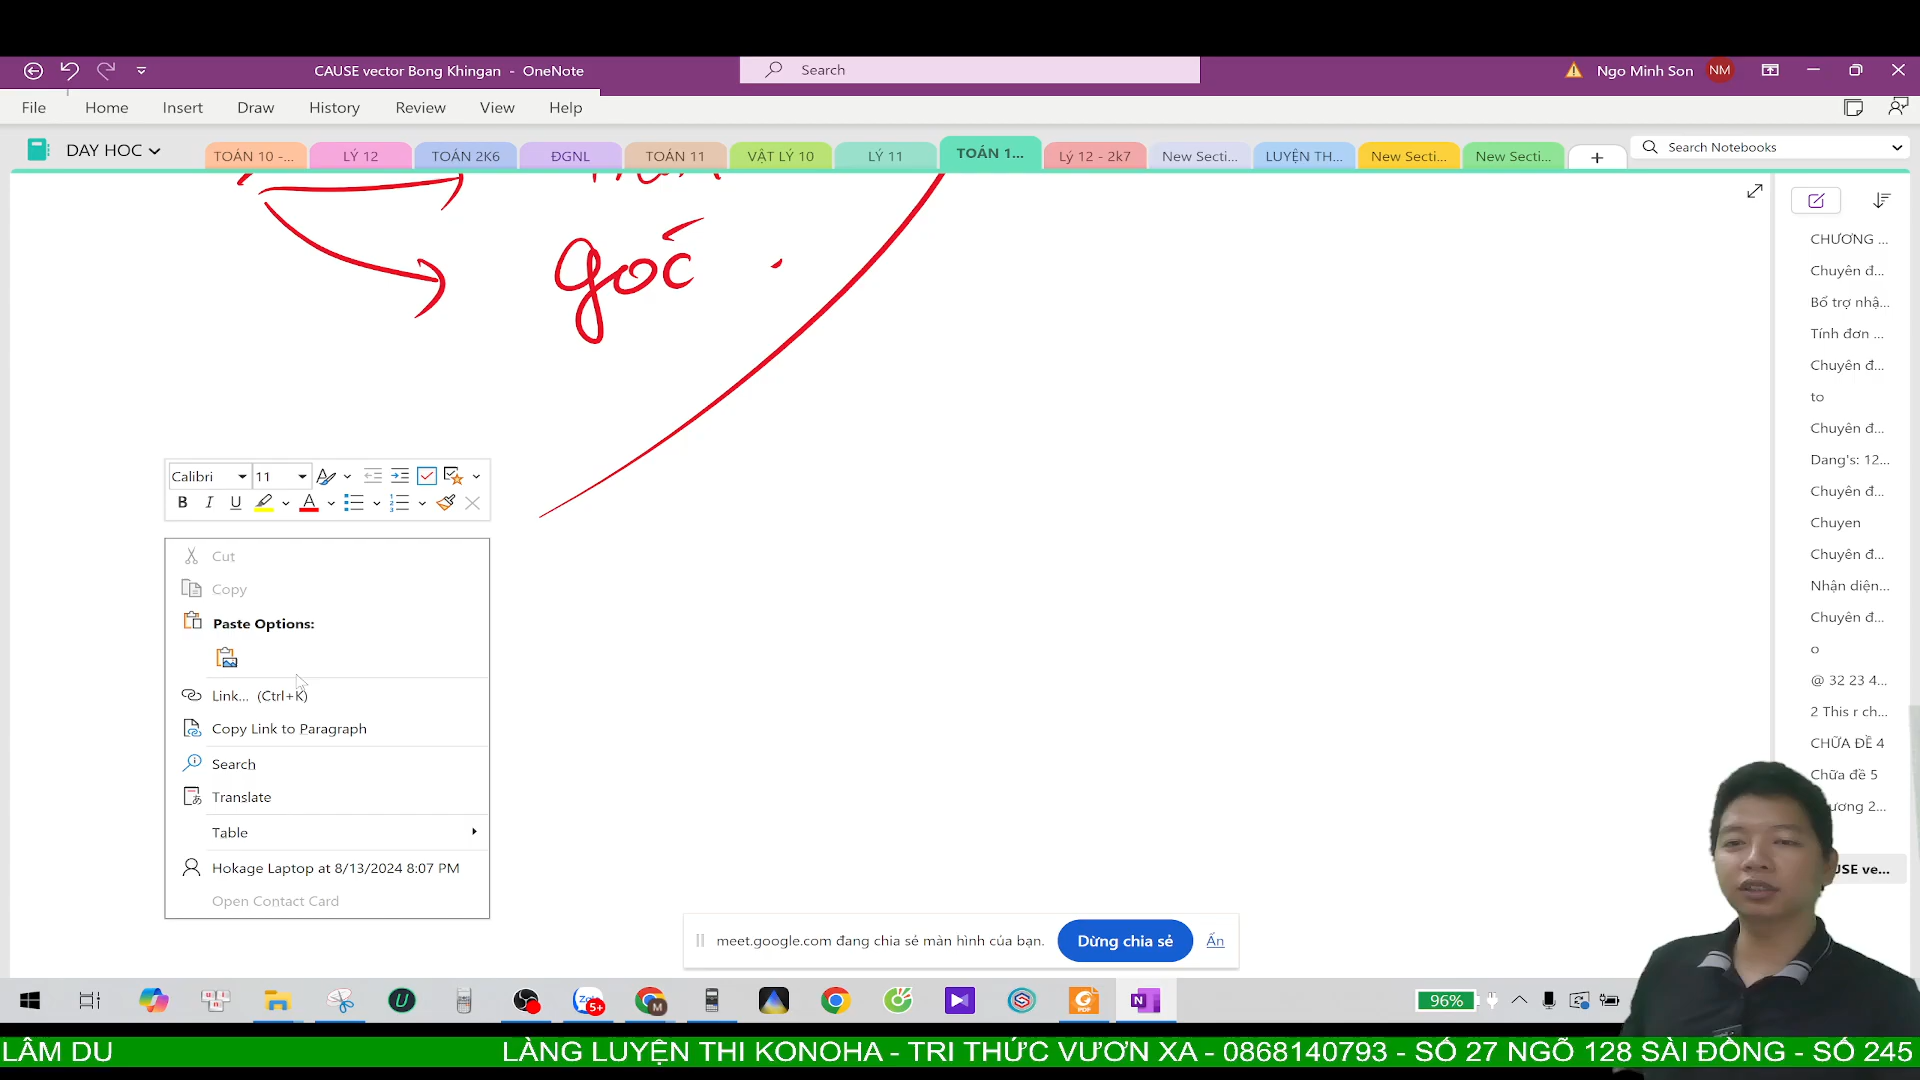 CAUSE vector Bong Khingan - OneNote
Search
Ngo Minh Son NM
File Home Insert Draw History Review View Help
DAY HOC
TOÁN 10 -... LÝ 12 TOÁN 2K6 ĐGNL TOÁN 11 VẬT LÝ 10 LÝ 11 TOÁN 1... Lý 12 - 2k7 New Secti... LUYỆN TH... New Secti... New Secti... +
Search Notebooks
gốc
CHƯƠNG ...
Chuyên đ...
Bổ trợ nhậ...
Tính đơn ...
Chuyên đ...
to
Chuyên đ...
Dang's: 12...
Chuyên đ...
Chuyen
Chuyên đ...
Nhận diện...
Chuyên đ...
o
@ 32 23 4...
2 This r ch...
CHỮA ĐỀ 4
Chữa đề 5
ương 2...
USE ve...
Calibri 11
B I U A
Cut
Copy
Paste Options:
Link... (Ctrl+K)
Copy Link to Paragraph
Search
Translate
Table
Hokage Laptop at 8/13/2024 8:07 PM
Open Contact Card
meet.google.com đang chia sẻ màn hình của bạn. Dừng chia sẻ Ẩn
96%
LÂM DU LÀNG LUYỆN THI KONOHA - TRI THỨC VƯƠN XA - 0868140793 - SỐ 27 NGÕ 128 SÀI ĐỒNG - SỐ 245